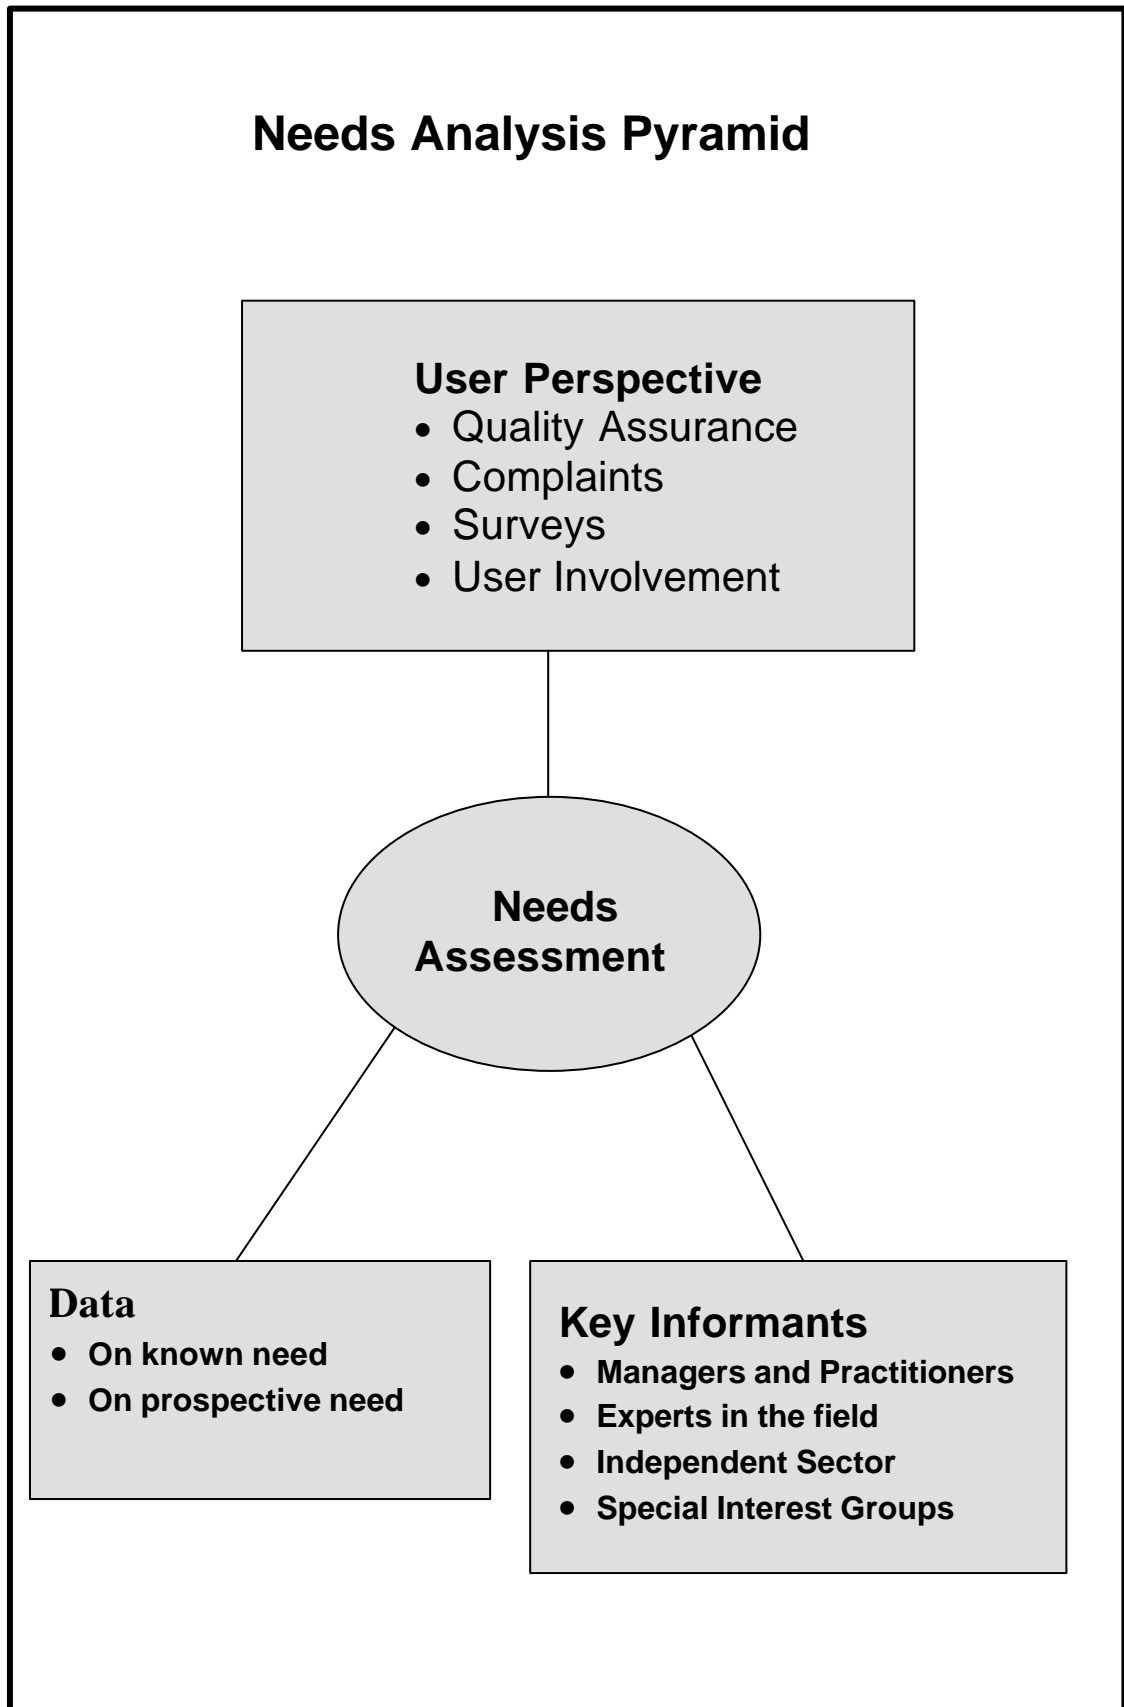 Needs Analysis Pyramid
User Perspective
• Quality Assurance
• Complaints
• Surveys
• User Involvement
Needs
Assessment
Data
• On known need
• On prospective need
Key Informants
• Managers and Practitioners
• Experts in the field
• Independent Sector
• Special Interest Groups